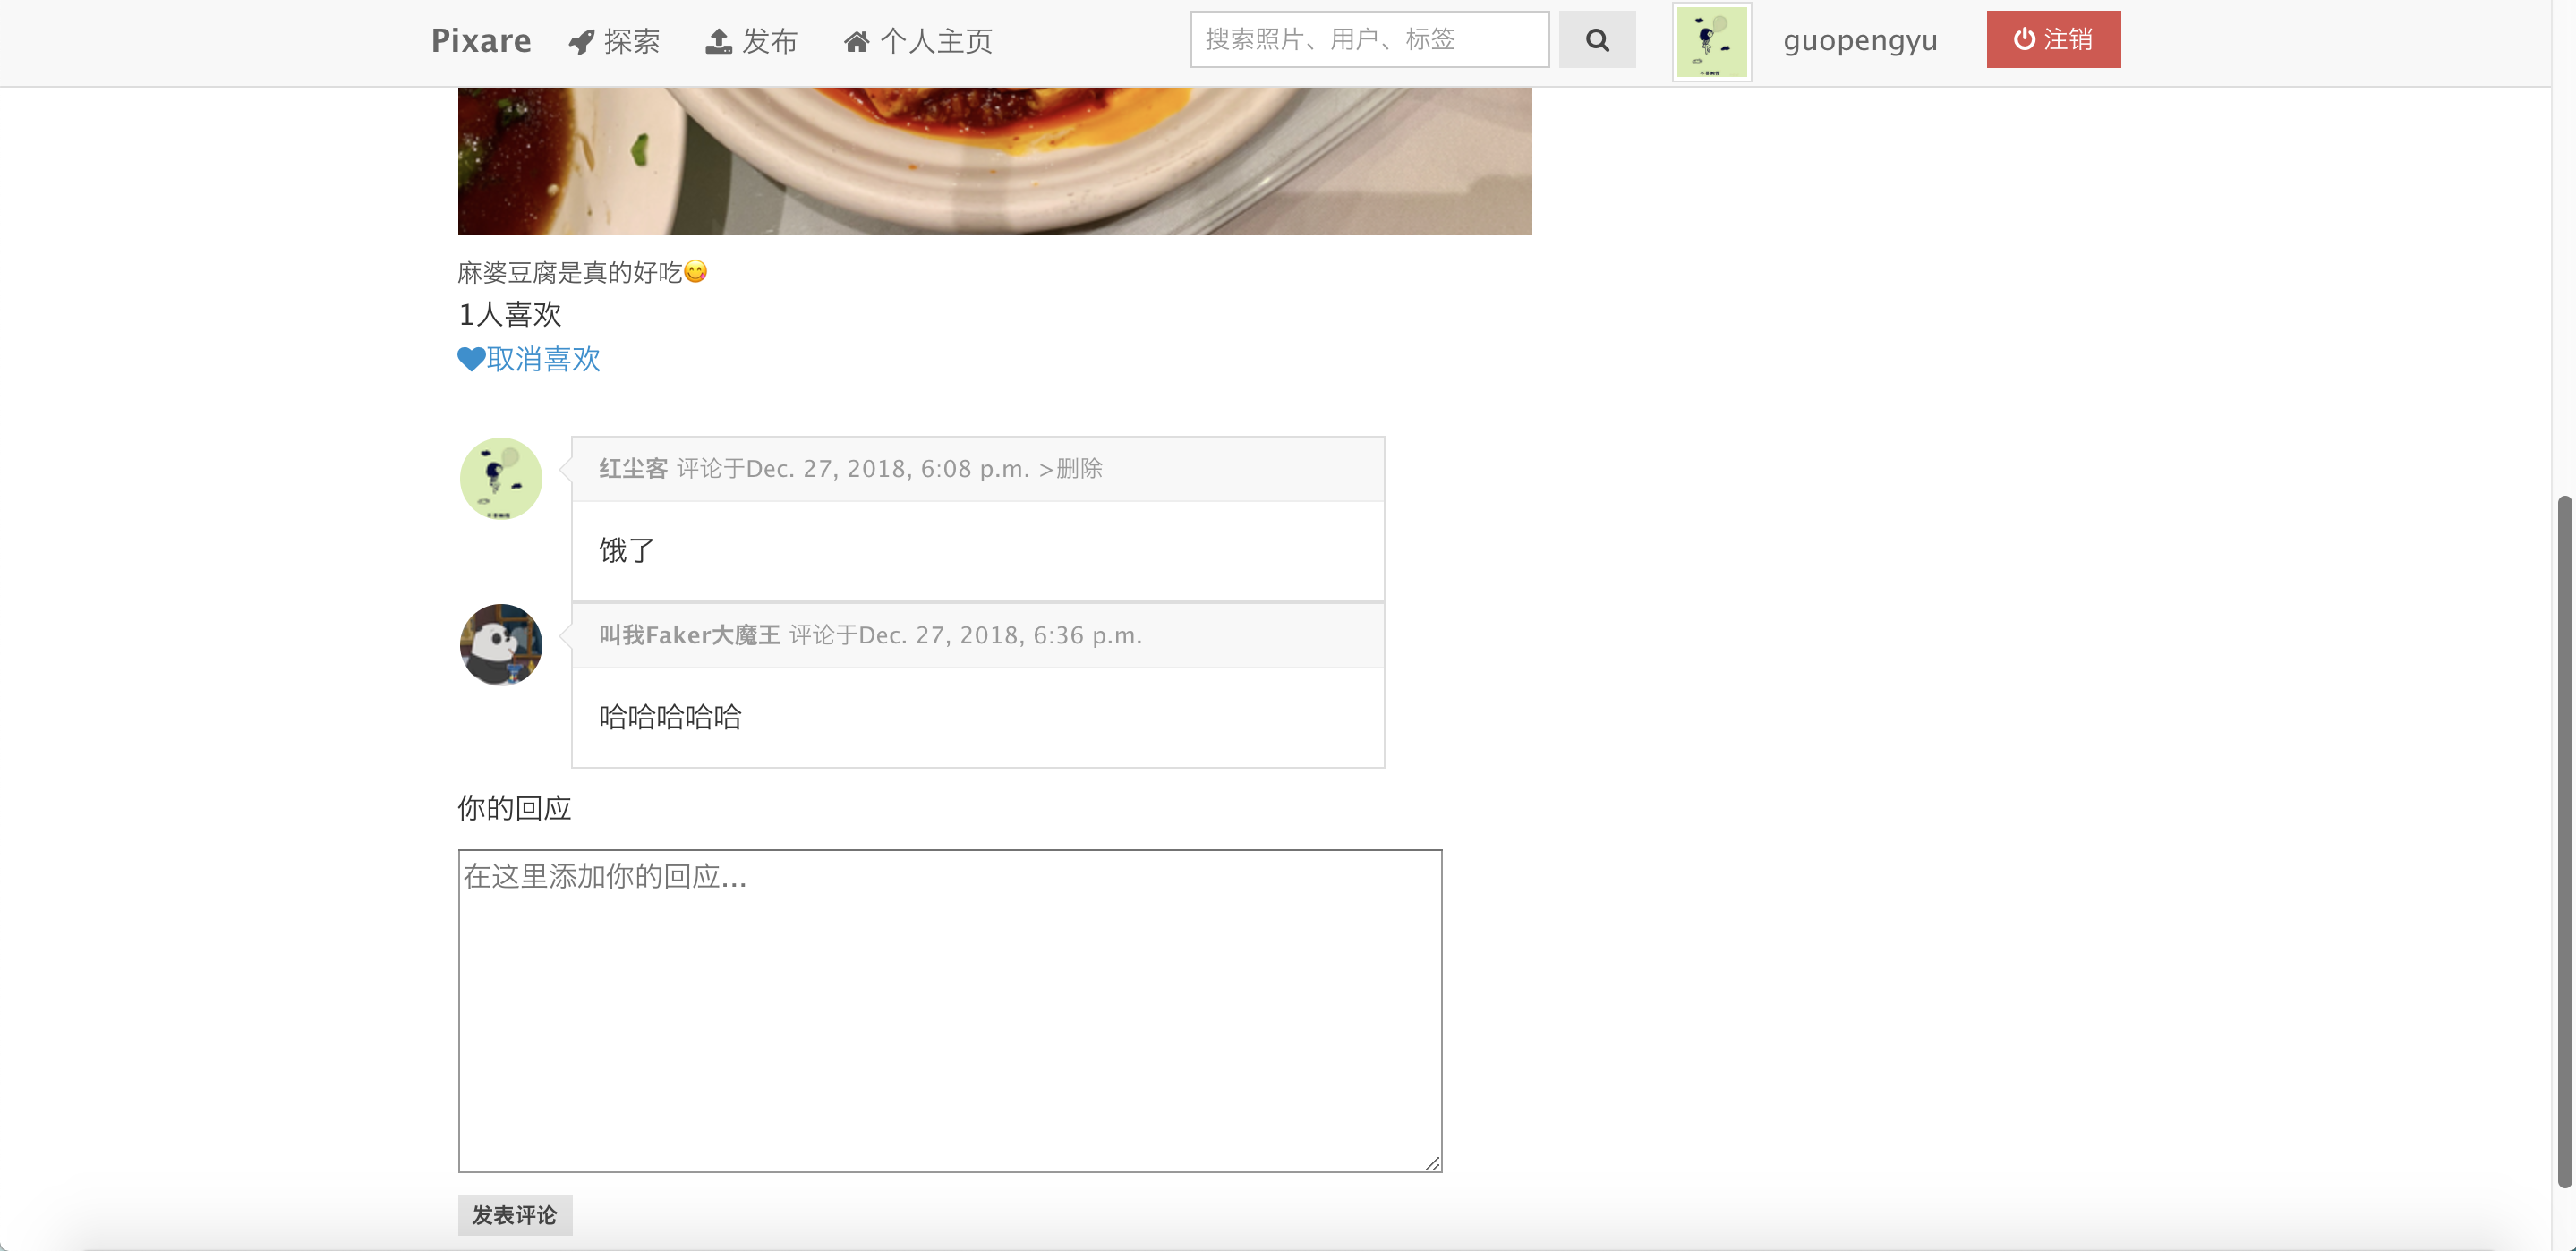 Pixare 探索 发布 个人主页 搜索照片、用户、标签 guopengyu 注销
麻婆豆腐是真的好吃😋
1人喜欢
取消喜欢
红尘客 评论于Dec. 27, 2018, 6:08 p.m. >删除
饿了
叫我Faker大魔王 评论于Dec. 27, 2018, 6:36 p.m.
哈哈哈哈哈
你的回应
在这里添加你的回应...
发表评论